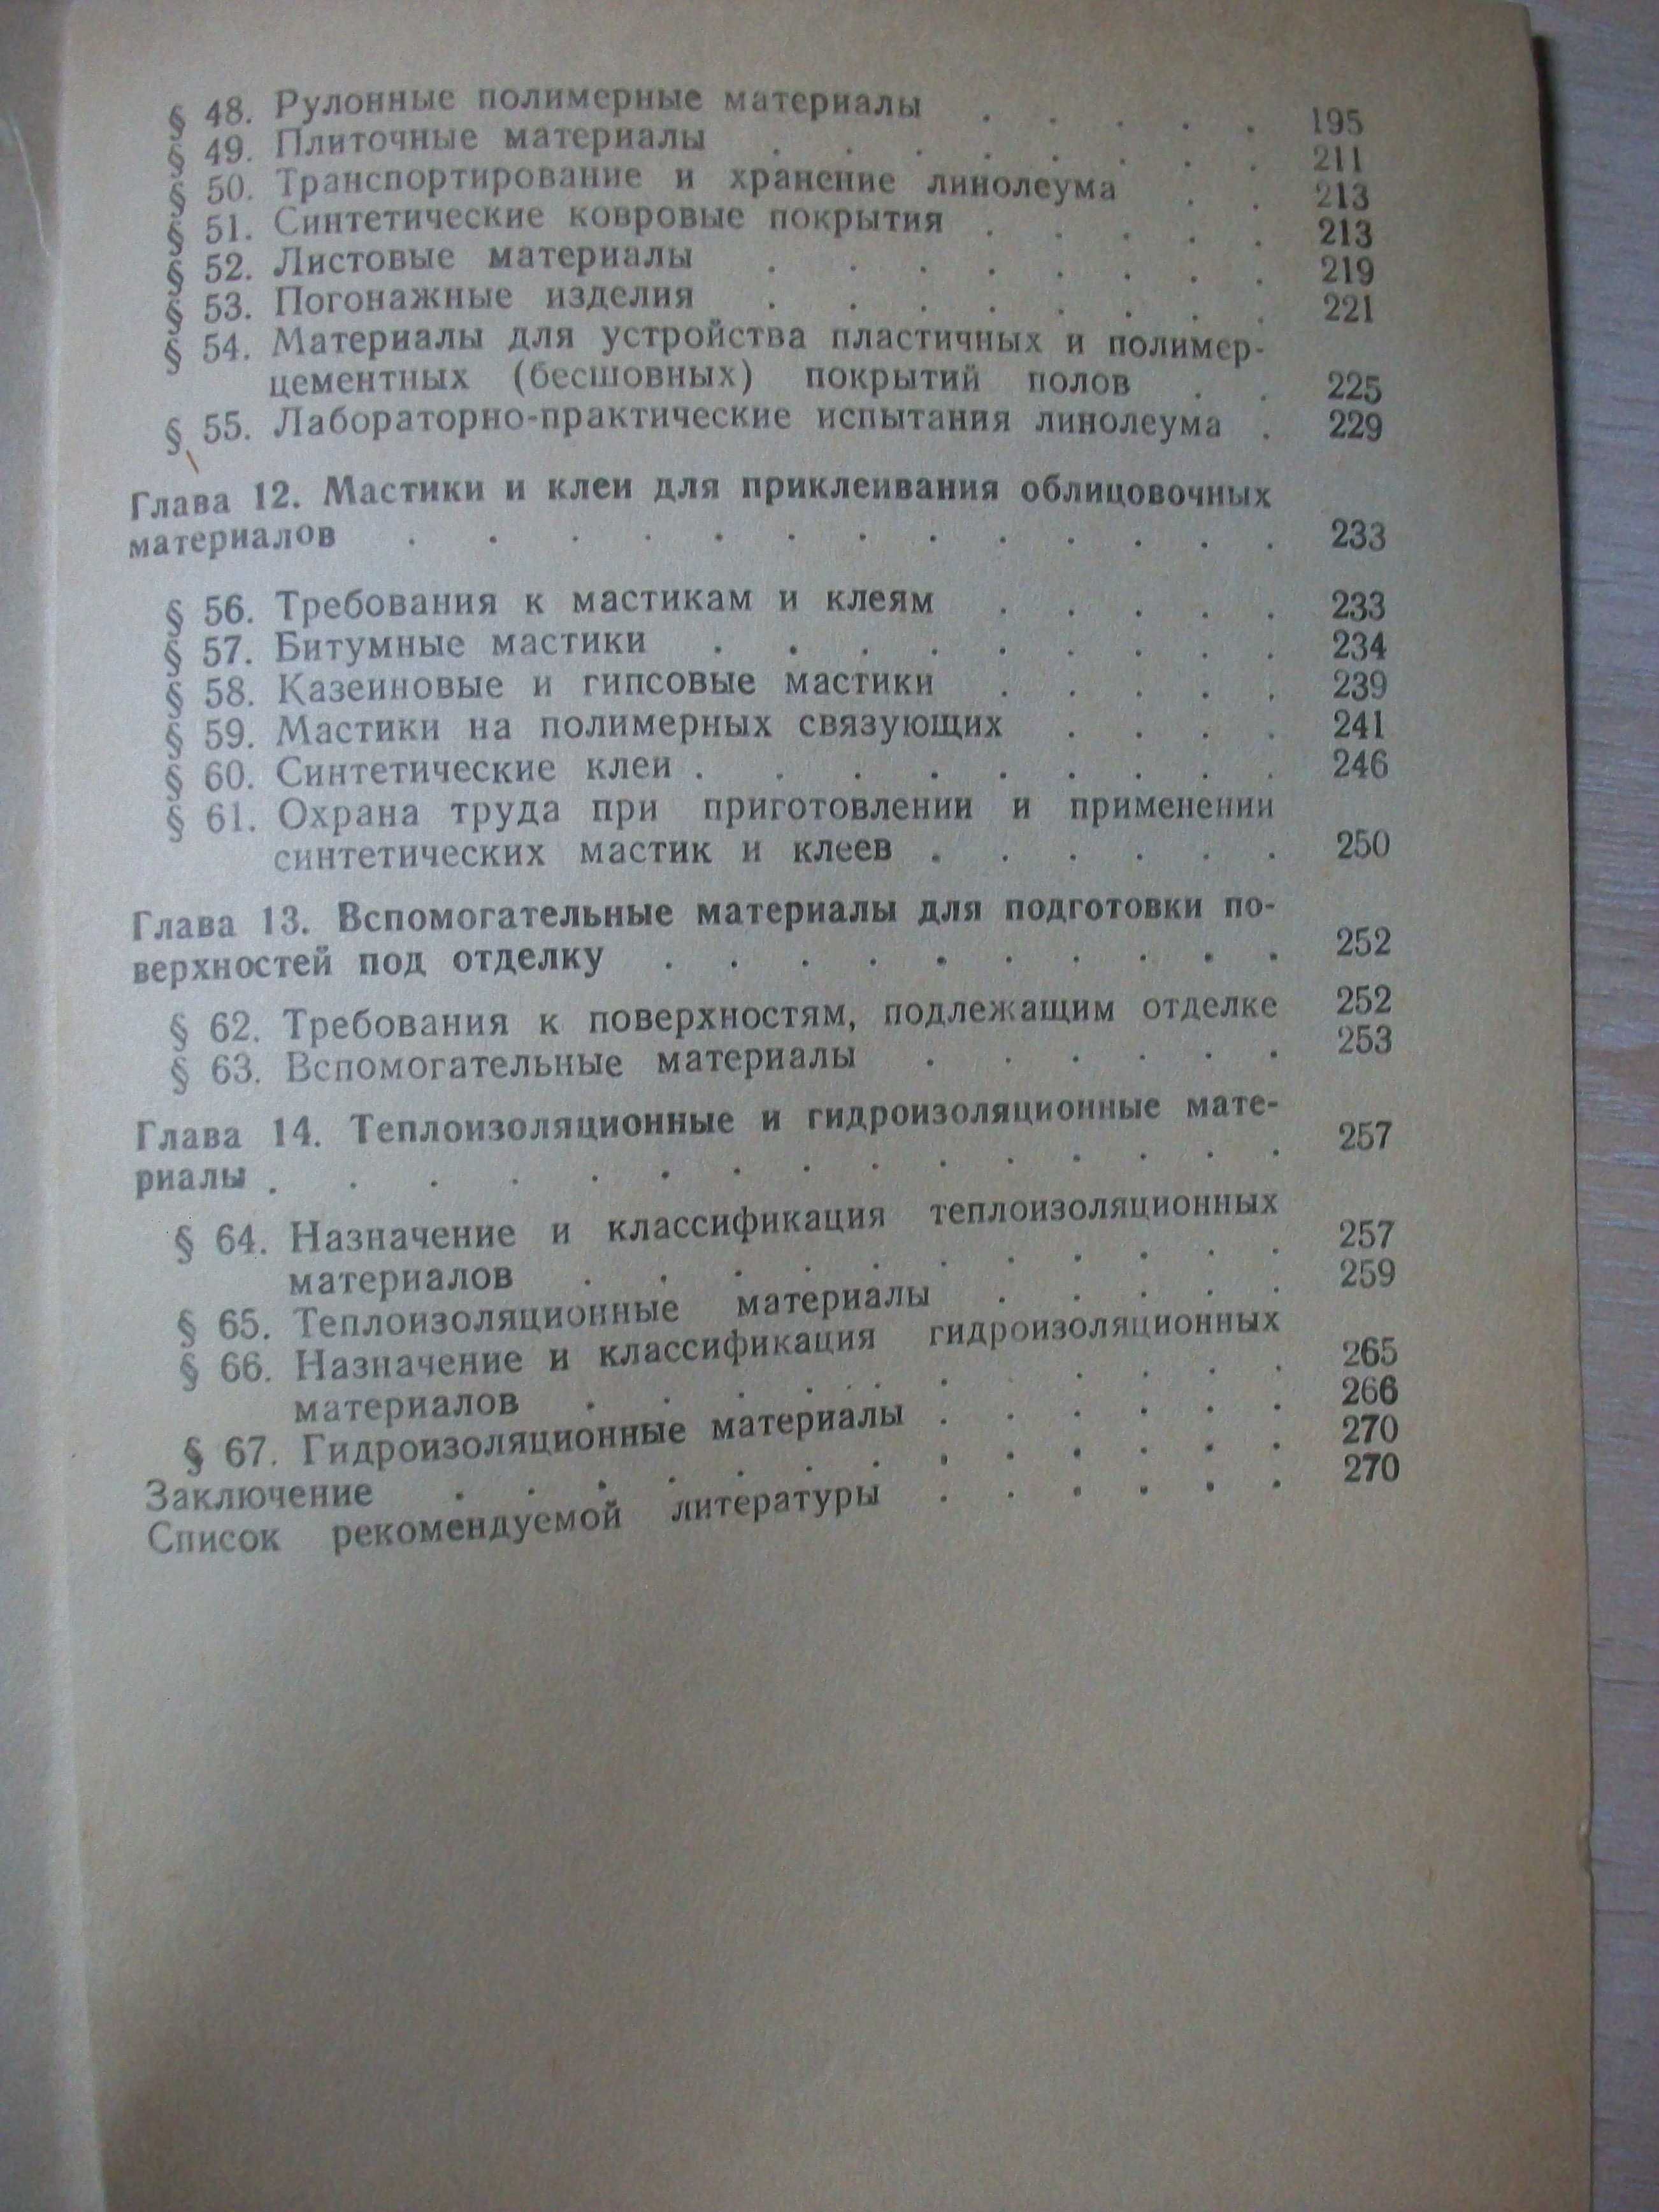 § 48. Рулонные полимерные материалы . . . . . 195
§ 49. Плиточные материалы . . . . . . . . 211
§ 50. Транспортирование и хранение линолеума . . 213
§ 51. Синтетические ковровые покрытия . . . . . 213
§ 52. Листовые материалы . . . . . . . . 219
§ 53. Погонажные изделия . . . . . . . . 221
§ 54. Материалы для устройства пластичных и полимер-
цементных (бесшовных) покрытий полов . . 225
§ 55. Лабораторно-практические испытания линолеума . 229
Глава 12. Мастики и клеи для приклеивания облицовочных
материалов . . . . . . . . . . . . . 233
§ 56. Требования к мастикам и клеям . . . . . 233
§ 57. Битумные мастики . . . . . . . . . 234
§ 58. Казеиновые и гипсовые мастики . . . . . 239
§ 59. Мастики на полимерных связующих . . . . 241
§ 60. Синтетические клеи . . . . . . . . . 246
§ 61. Охрана труда при приготовлении и применении
синтетических мастик и клеев . . . . . . 250
Глава 13. Вспомогательные материалы для подготовки по-
верхностей под отделку . . . . . . . . . . 252
§ 62. Требования к поверхностям, подлежащим отделке 252
§ 63. Вспомогательные материалы . . . . . . 253
Глава 14. Теплоизоляционные и гидроизоляционные мате-
риалы . . . . . . . . . . . . . . 257
§ 64. Назначение и классификация теплоизоляционных
материалов . . . . . . . . . . . 257
§ 65. Теплоизоляционные материалы . . . . . 259
§ 66. Назначение и классификация гидроизоляционных
материалов . . . . . . . . . . . 265
§ 67. Гидроизоляционные материалы . . . . . . 266
Заключение . . . . . . . . . . . . . 270
Список рекомендуемой литературы . . . . . . 270